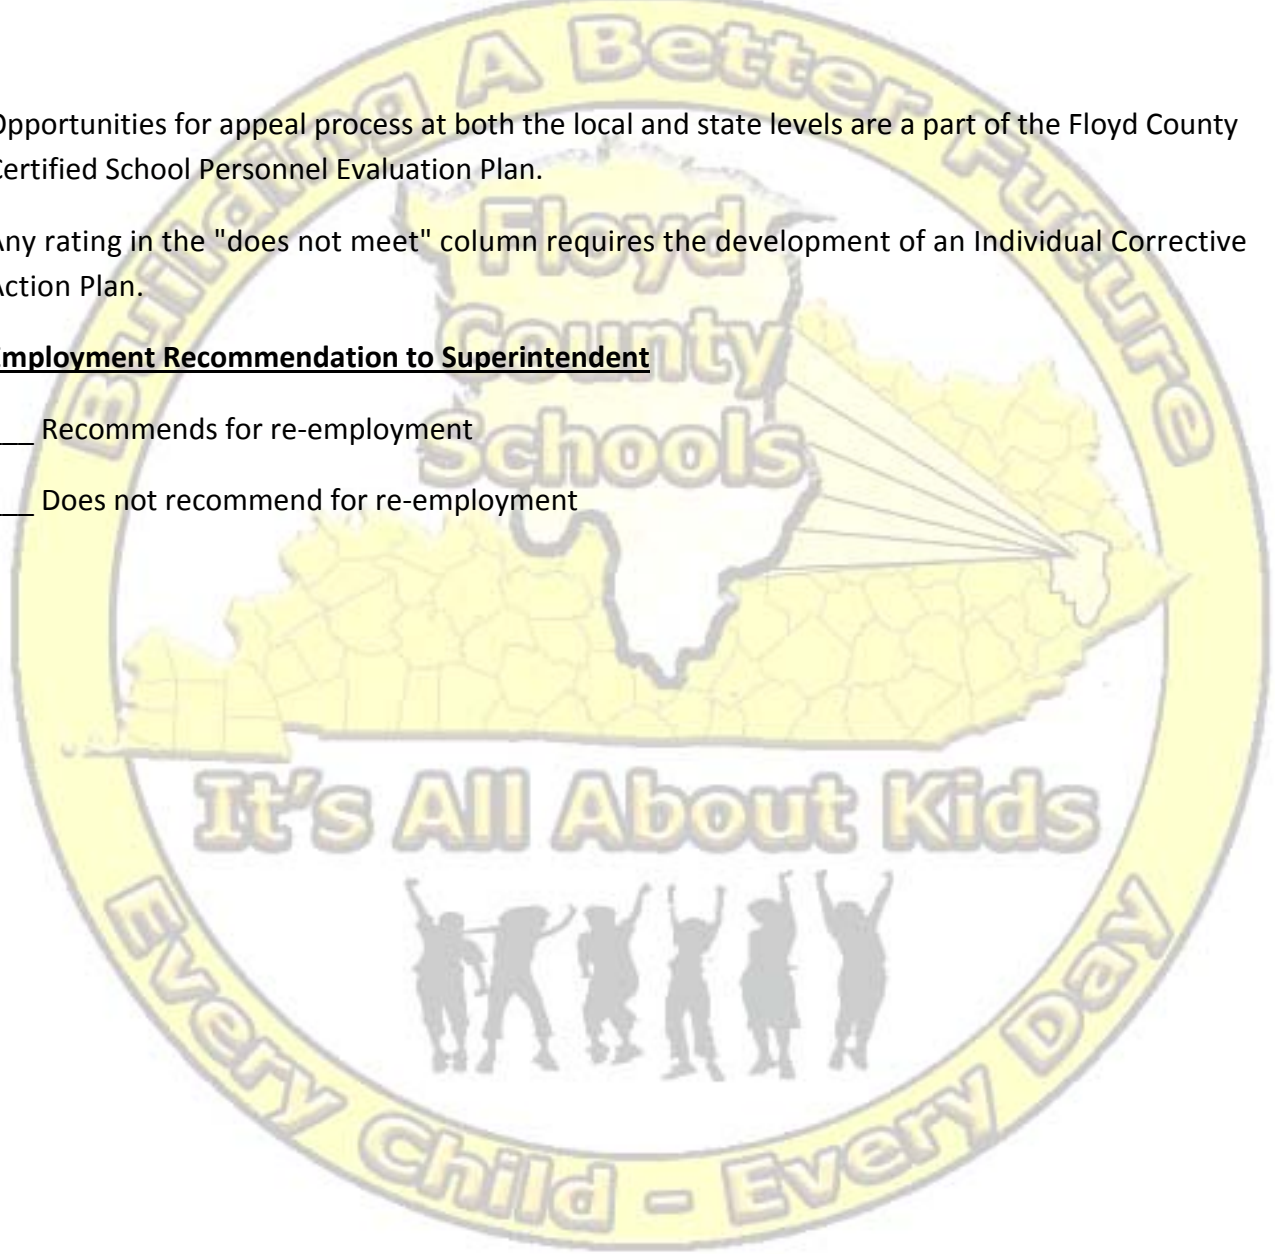 Building A Better Future
Opportunities for appeal process at both the local and state levels are a part of the Floyd County
Certified School Personnel Evaluation Plan.
Any rating in the "does not meet" column requires the development of an Individual Corrective
Action Plan.
Employment Recommendation to Superintendent
___ Recommends for re-employment
___ Does not recommend for re-employment
Floyd
County
Schools
It's All About Kids
Every Child - Every Day